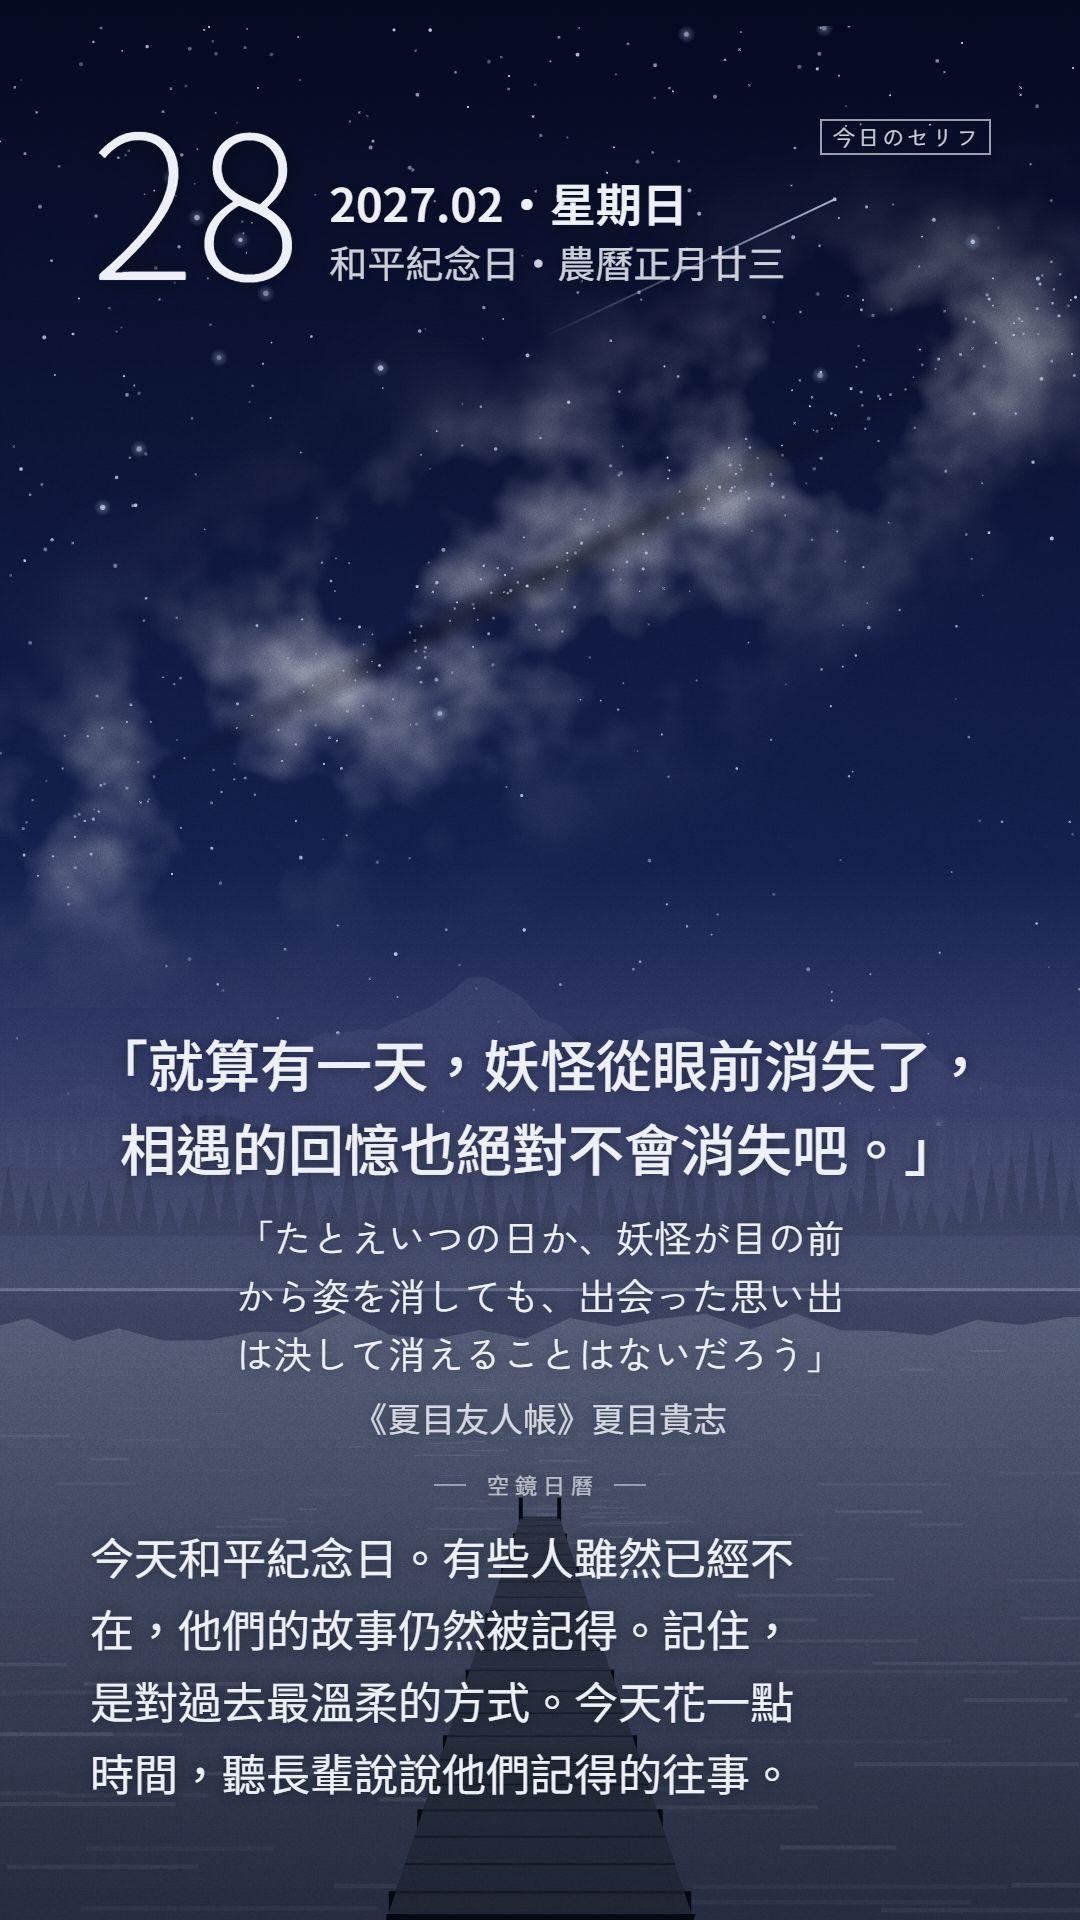 28
今日のセリフ
2027.02・星期日
和平紀念日・農曆正月廿三
「就算有一天，妖怪從眼前消失了，
相遇的回憶也絕對不會消失吧。」
「たとえいつの日か、妖怪が目の前
から姿を消しても、出会った思い出
は決して消えることはないだろう」
《夏目友人帳》夏目貴志
空鏡日曆
今天和平紀念日。有些人雖然已經不
在，他們的故事仍然被記得。記住，
是對過去最溫柔的方式。今天花一點
時間，聽長輩說說他們記得的往事。